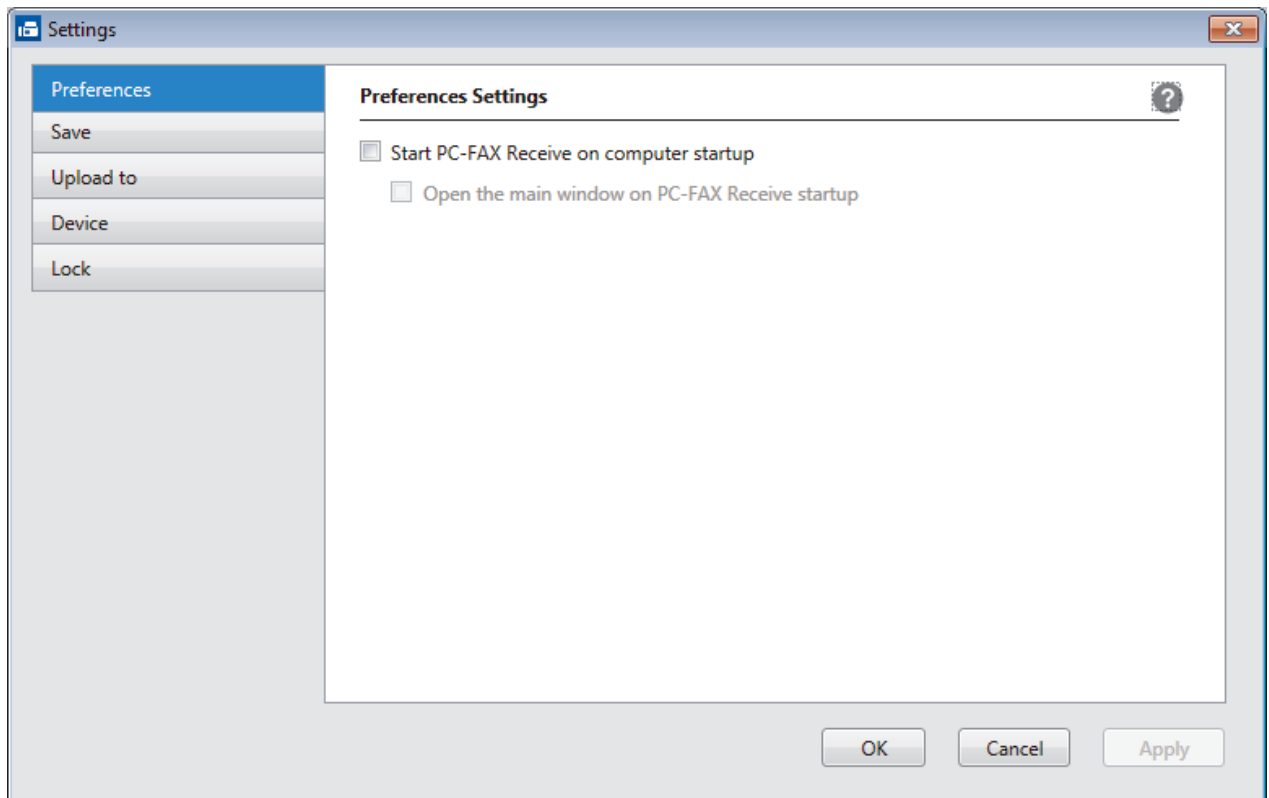 Settings
Preferences
Save
Upload to
Device
Lock
Preferences Settings
?
Start PC-FAX Receive on computer startup
Open the main window on PC-FAX Receive startup
OK
Cancel
Apply